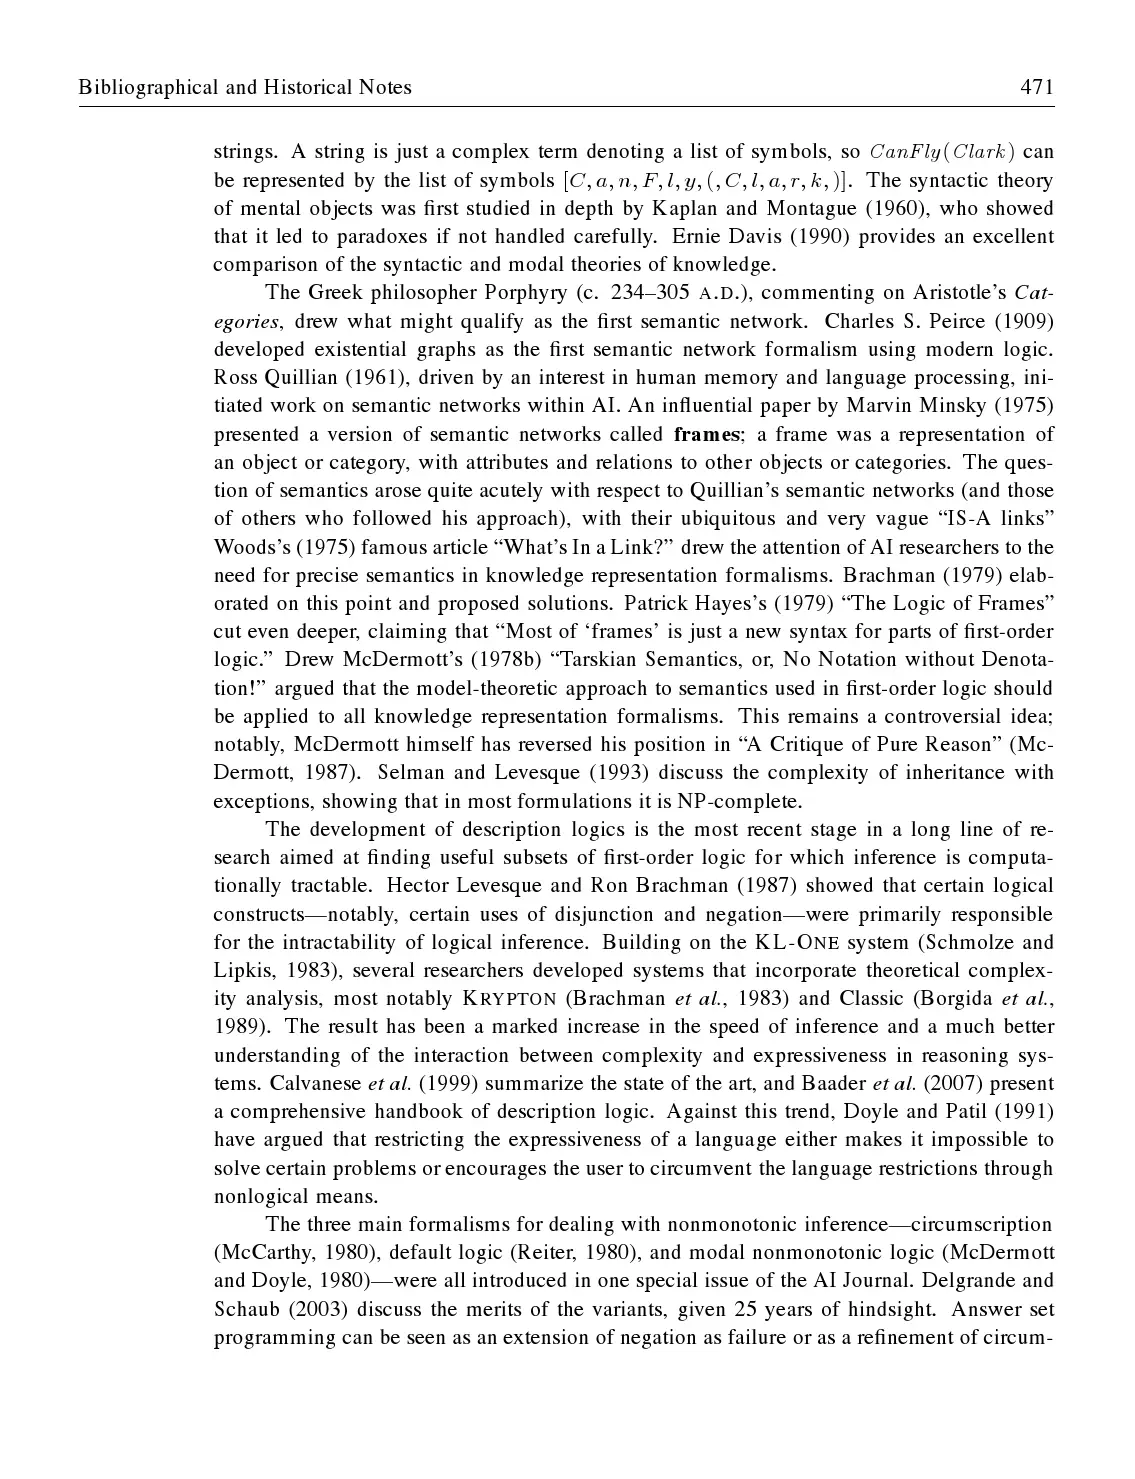 Bibliographical and Historical Notes 471
strings. A string is just a complex term denoting a list of symbols, so CanFly(Clark) can
be represented by the list of symbols [C, a, n, F, l, y, (, C, l, a, r, k, )]. The syntactic theory
of mental objects was first studied in depth by Kaplan and Montague (1960), who showed
that it led to paradoxes if not handled carefully. Ernie Davis (1990) provides an excellent
comparison of the syntactic and modal theories of knowledge.
The Greek philosopher Porphyry (c. 234–305 A.D.), commenting on Aristotle's Cat-
egories, drew what might qualify as the first semantic network. Charles S. Peirce (1909)
developed existential graphs as the first semantic network formalism using modern logic.
Ross Quillian (1961), driven by an interest in human memory and language processing, ini-
tiated work on semantic networks within AI. An influential paper by Marvin Minsky (1975)
presented a version of semantic networks called frames; a frame was a representation of
an object or category, with attributes and relations to other objects or categories. The ques-
tion of semantics arose quite acutely with respect to Quillian's semantic networks (and those
of others who followed his approach), with their ubiquitous and very vague “IS-A links”
Woods's (1975) famous article “What's In a Link?” drew the attention of AI researchers to the
need for precise semantics in knowledge representation formalisms. Brachman (1979) elab-
orated on this point and proposed solutions. Patrick Hayes's (1979) “The Logic of Frames”
cut even deeper, claiming that “Most of ‘frames’ is just a new syntax for parts of first-order
logic.” Drew McDermott's (1978b) “Tarskian Semantics, or, No Notation without Denota-
tion!” argued that the model-theoretic approach to semantics used in first-order logic should
be applied to all knowledge representation formalisms. This remains a controversial idea;
notably, McDermott himself has reversed his position in “A Critique of Pure Reason” (Mc-
Dermott, 1987). Selman and Levesque (1993) discuss the complexity of inheritance with
exceptions, showing that in most formulations it is NP-complete.
The development of description logics is the most recent stage in a long line of re-
search aimed at finding useful subsets of first-order logic for which inference is computa-
tionally tractable. Hector Levesque and Ron Brachman (1987) showed that certain logical
constructs—notably, certain uses of disjunction and negation—were primarily responsible
for the intractability of logical inference. Building on the KL-ONE system (Schmolze and
Lipkis, 1983), several researchers developed systems that incorporate theoretical complex-
ity analysis, most notably KRYPTON (Brachman et al., 1983) and Classic (Borgida et al.,
1989). The result has been a marked increase in the speed of inference and a much better
understanding of the interaction between complexity and expressiveness in reasoning sys-
tems. Calvanese et al. (1999) summarize the state of the art, and Baader et al. (2007) present
a comprehensive handbook of description logic. Against this trend, Doyle and Patil (1991)
have argued that restricting the expressiveness of a language either makes it impossible to
solve certain problems or encourages the user to circumvent the language restrictions through
nonlogical means.
The three main formalisms for dealing with nonmonotonic inference—circumscription
(McCarthy, 1980), default logic (Reiter, 1980), and modal nonmonotonic logic (McDermott
and Doyle, 1980)—were all introduced in one special issue of the AI Journal. Delgrande and
Schaub (2003) discuss the merits of the variants, given 25 years of hindsight. Answer set
programming can be seen as an extension of negation as failure or as a refinement of circum-